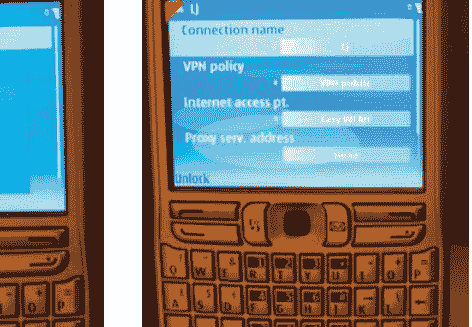 IJ
Connection name
IJ
VPN policy
VPN public
Internet access pt.
Easy WLAN
Proxy serv. address
None
Unlock
Q W E R T Y U I O P
A S D F G H J K L
O P